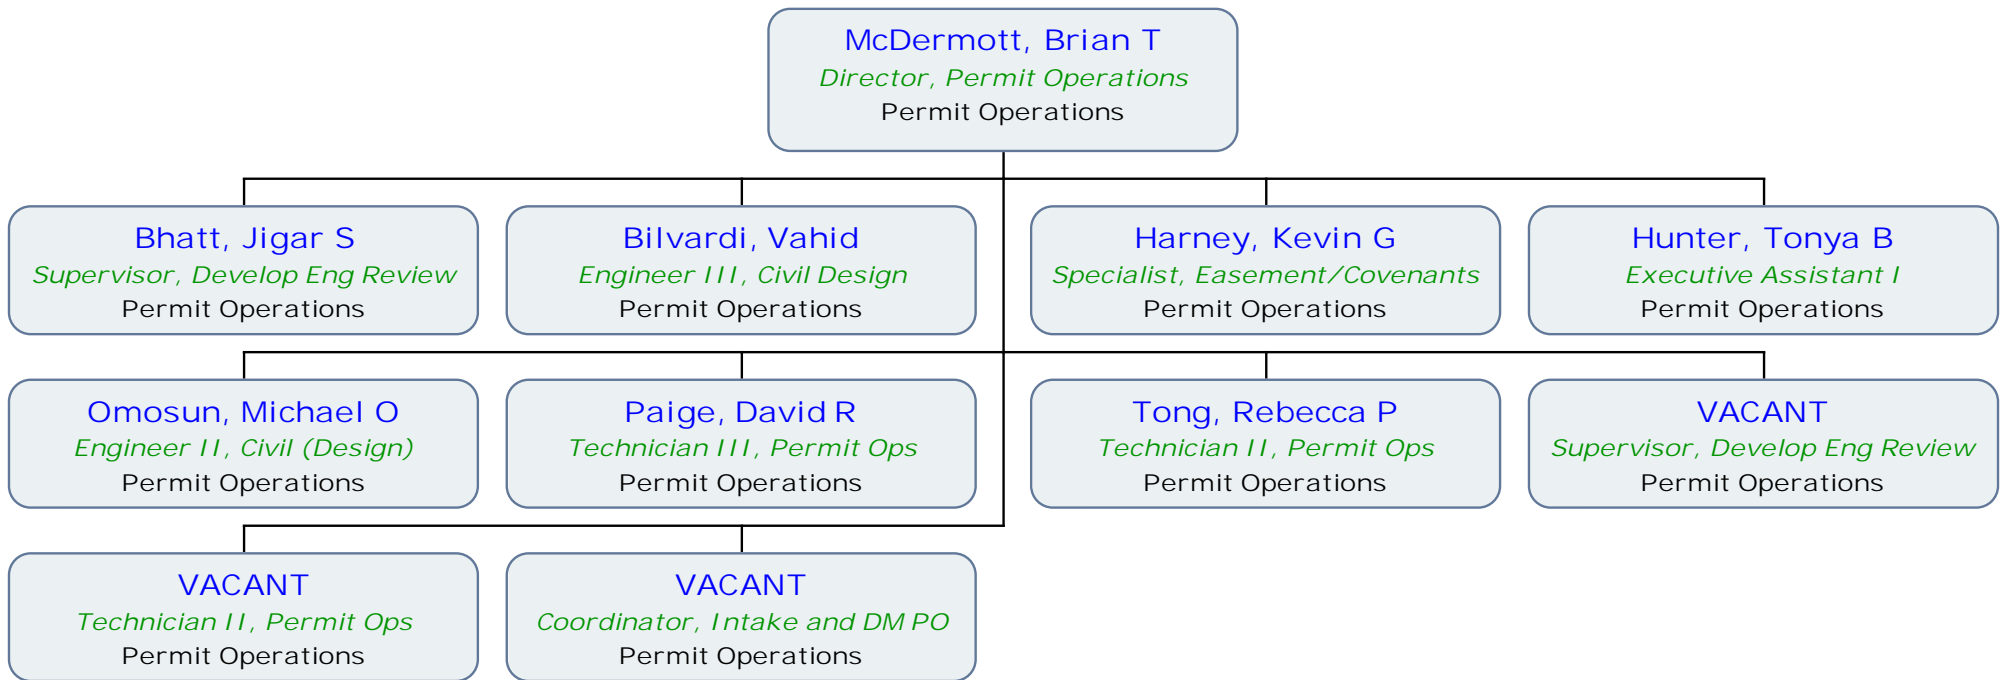 McDermott, Brian T
Director, Permit Operations
Permit Operations
Bhatt, Jigar S
Supervisor, Develop Eng Review
Permit Operations
Bilvardi, Vahid
Engineer III, Civil Design
Permit Operations
Harney, Kevin G
Specialist, Easement/Covenants
Permit Operations
Hunter, Tonya B
Executive Assistant I
Permit Operations
Omosun, Michael O
Engineer II, Civil (Design)
Permit Operations
Paige, David R
Technician III, Permit Ops
Permit Operations
Tong, Rebecca P
Technician II, Permit Ops
Permit Operations
VACANT
Supervisor, Develop Eng Review
Permit Operations
VACANT
Technician II, Permit Ops
Permit Operations
VACANT
Coordinator, Intake and DM PO
Permit Operations